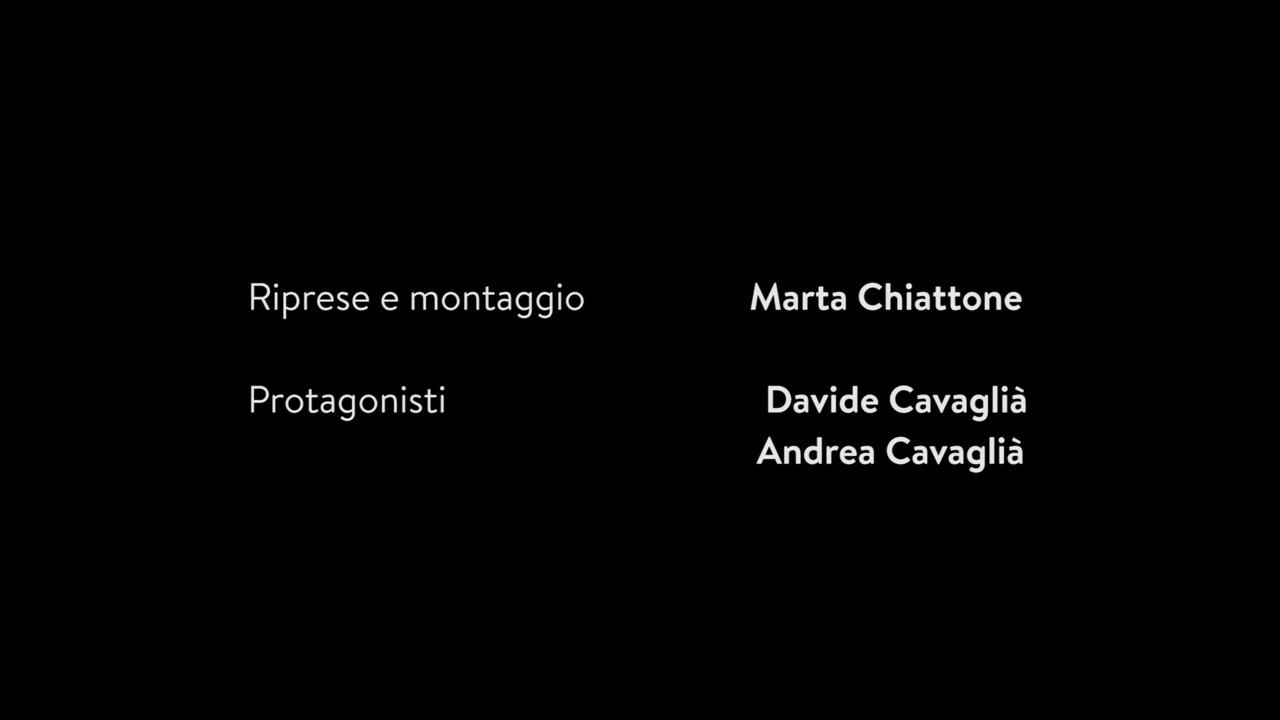 Riprese e montaggio Marta Chiattone
Protagonisti Davide Cavaglià
Andrea Cavaglià